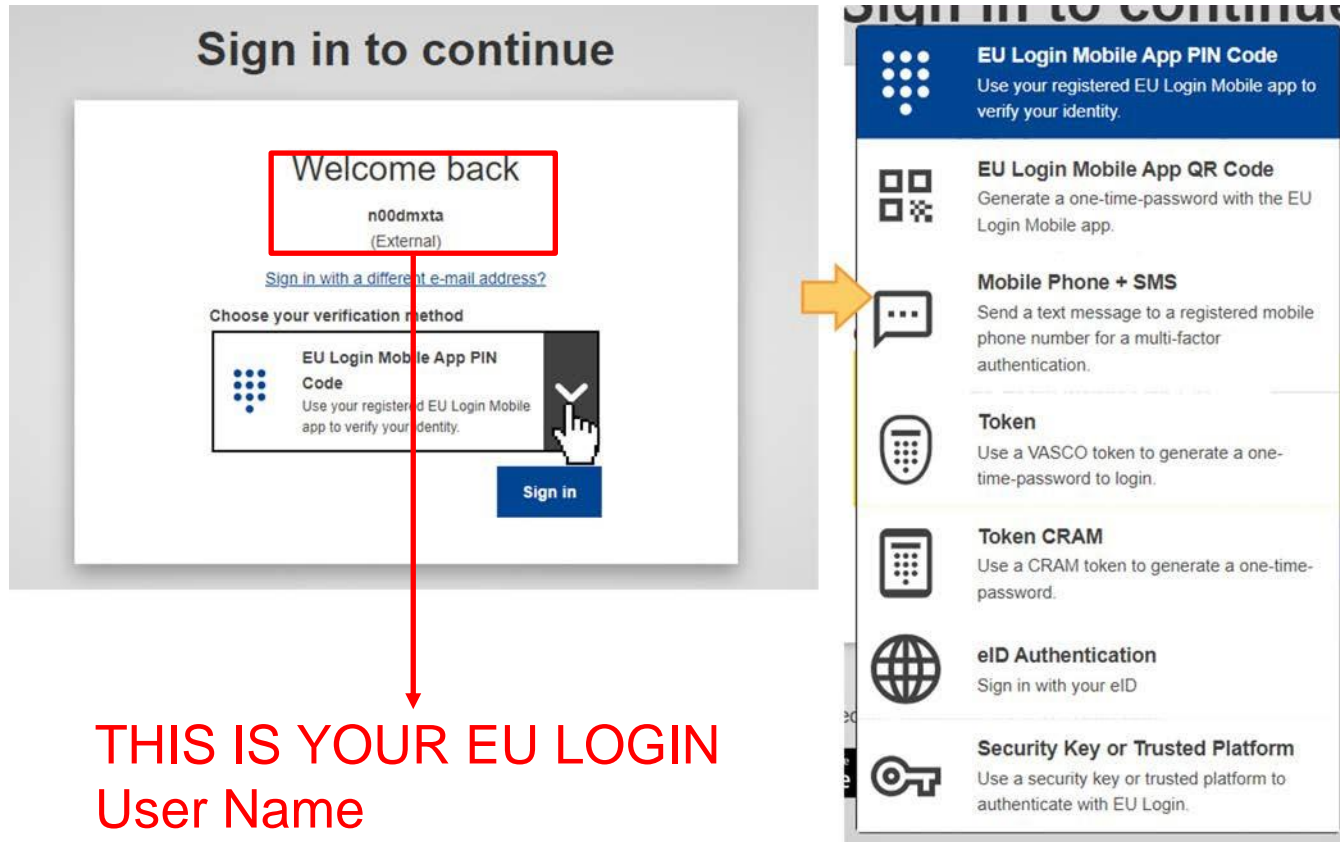 Sign in to continue
Welcome back
n00dmxta
(External)
Sign in with a different e-mail address?
Choose your verification method
EU Login Mobile App PIN
Code
Use your registered EU Login Mobile
app to verify your identity.
Sign in
THIS IS YOUR EU LOGIN
User Name
Sign in to continue
EU Login Mobile App PIN Code
Use your registered EU Login Mobile app to
verify your identity.
EU Login Mobile App QR Code
Generate a one-time-password with the EU
Login Mobile app.
Mobile Phone + SMS
Send a text message to a registered mobile
phone number for a multi-factor
authentication.
Token
Use a VASCO token to generate a one-
time-password to login.
Token CRAM
Use a CRAM token to generate a one-time-
password.
eID Authentication
Sign in with your eID
Security Key or Trusted Platform
Use a security key or trusted platform to
authenticate with EU Login.